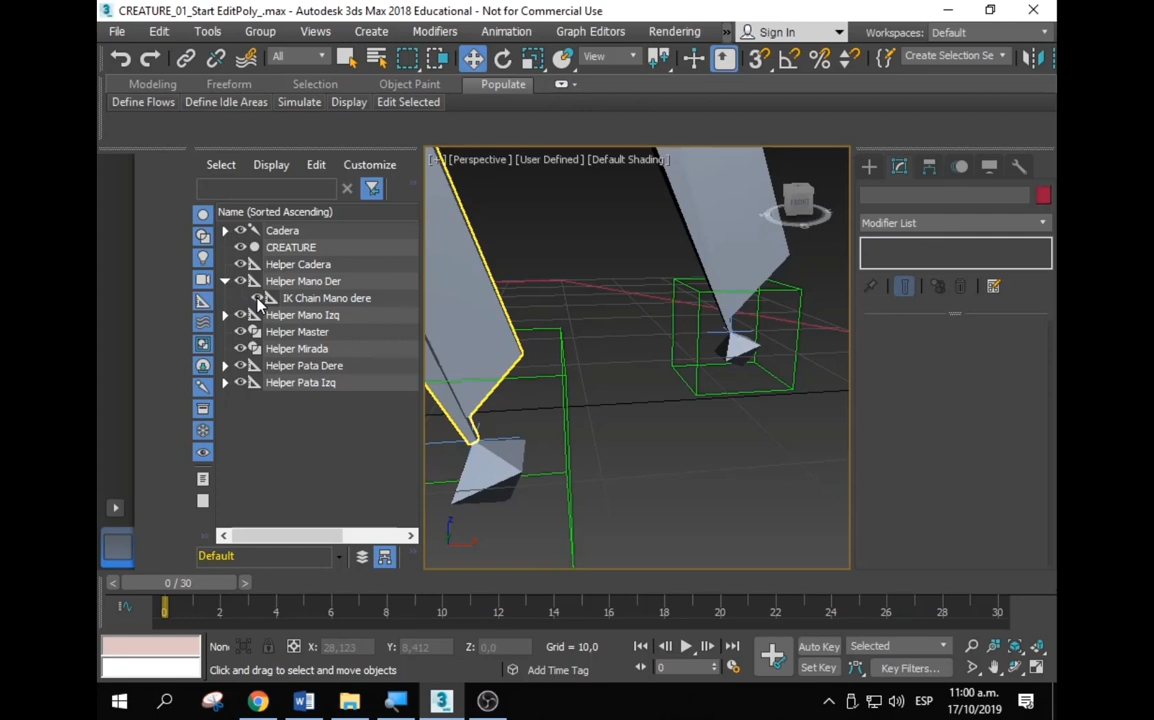 CREATURE_01_Start EditPoly_.max - Autodesk 3ds Max 2018 Educational - Not for Commercial Use
File Edit Tools Group Views Create Modifiers Animation Graph Editors Rendering Sign In Workspaces: Default
All View Create Selection Se
Modeling Freeform Selection Object Paint Populate
Define Flows Define Idle Areas Simulate Display Edit Selected
Select Display Edit Customize
[+] [Perspective] [User Defined] [Default Shading]
Name (Sorted Ascending)
Modifier List
Cadera
CREATURE
Helper Cadera
Helper Mano Der
IK Chain Mano dere
Helper Mano Izq
Helper Master
Helper Mirada
Helper Pata Dere
Helper Pata Izq
Default
0 / 30
0 2 4 6 8 10 12 14 16 18 20 22 24 26 28 30
Non X: 28,123 Y: 8,412 Z: 0,0 Grid = 10,0 Auto Key Selected
Click and drag to select and move objects Add Time Tag 0 Set Key Key Filters...
ESP 11:00 a.m.
17/10/2019